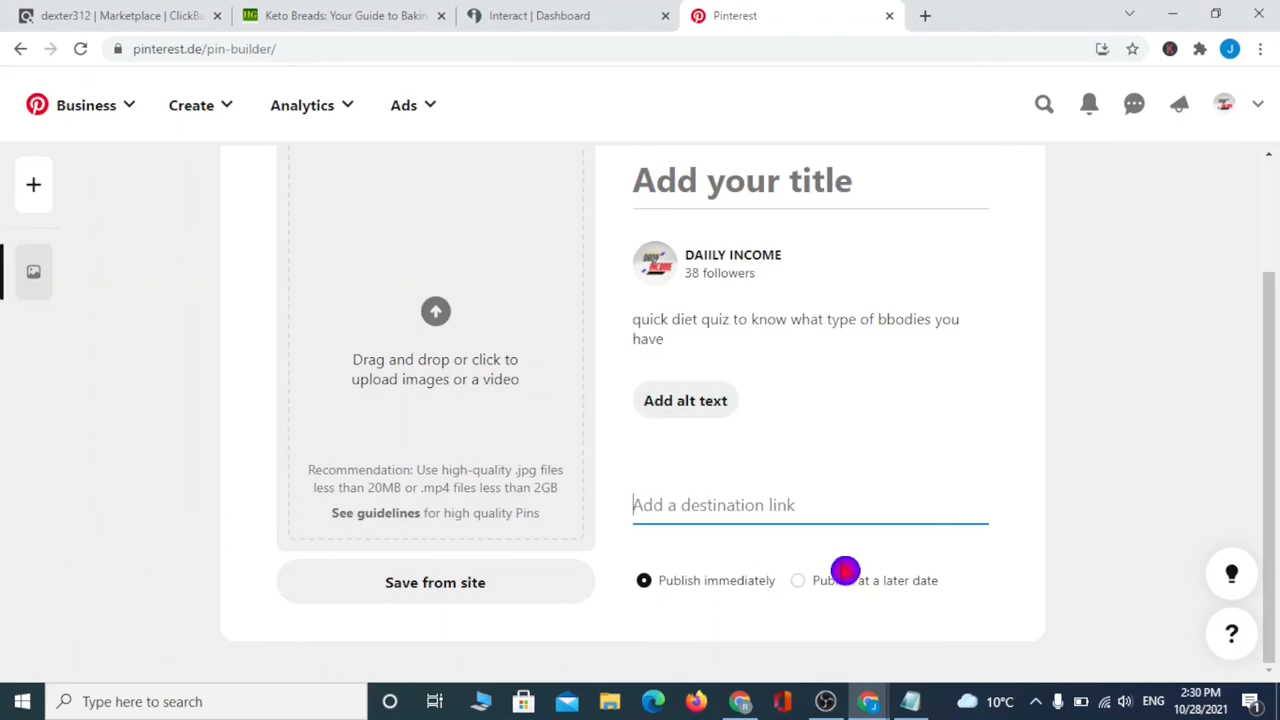 dexter312 | Marketplace | ClickBa
Keto Breads: Your Guide to Bakin
Interact | Dashboard
Pinterest
pinterest.de/pin-builder/
K
J
Business
Create
Analytics
Ads
Add your title
DAIILY INCOME
38 followers
quick diet quiz to know what type of bbodies you
have
Drag and drop or click to
upload images or a video
Add alt text
Recommendation: Use high-quality .jpg files
less than 20MB or .mp4 files less than 2GB
See guidelines for high quality Pins
Add a destination link
Save from site
Publish immediately
at a later date
?
Type here to search
10°C
ENG
2:30 PM
10/28/2021